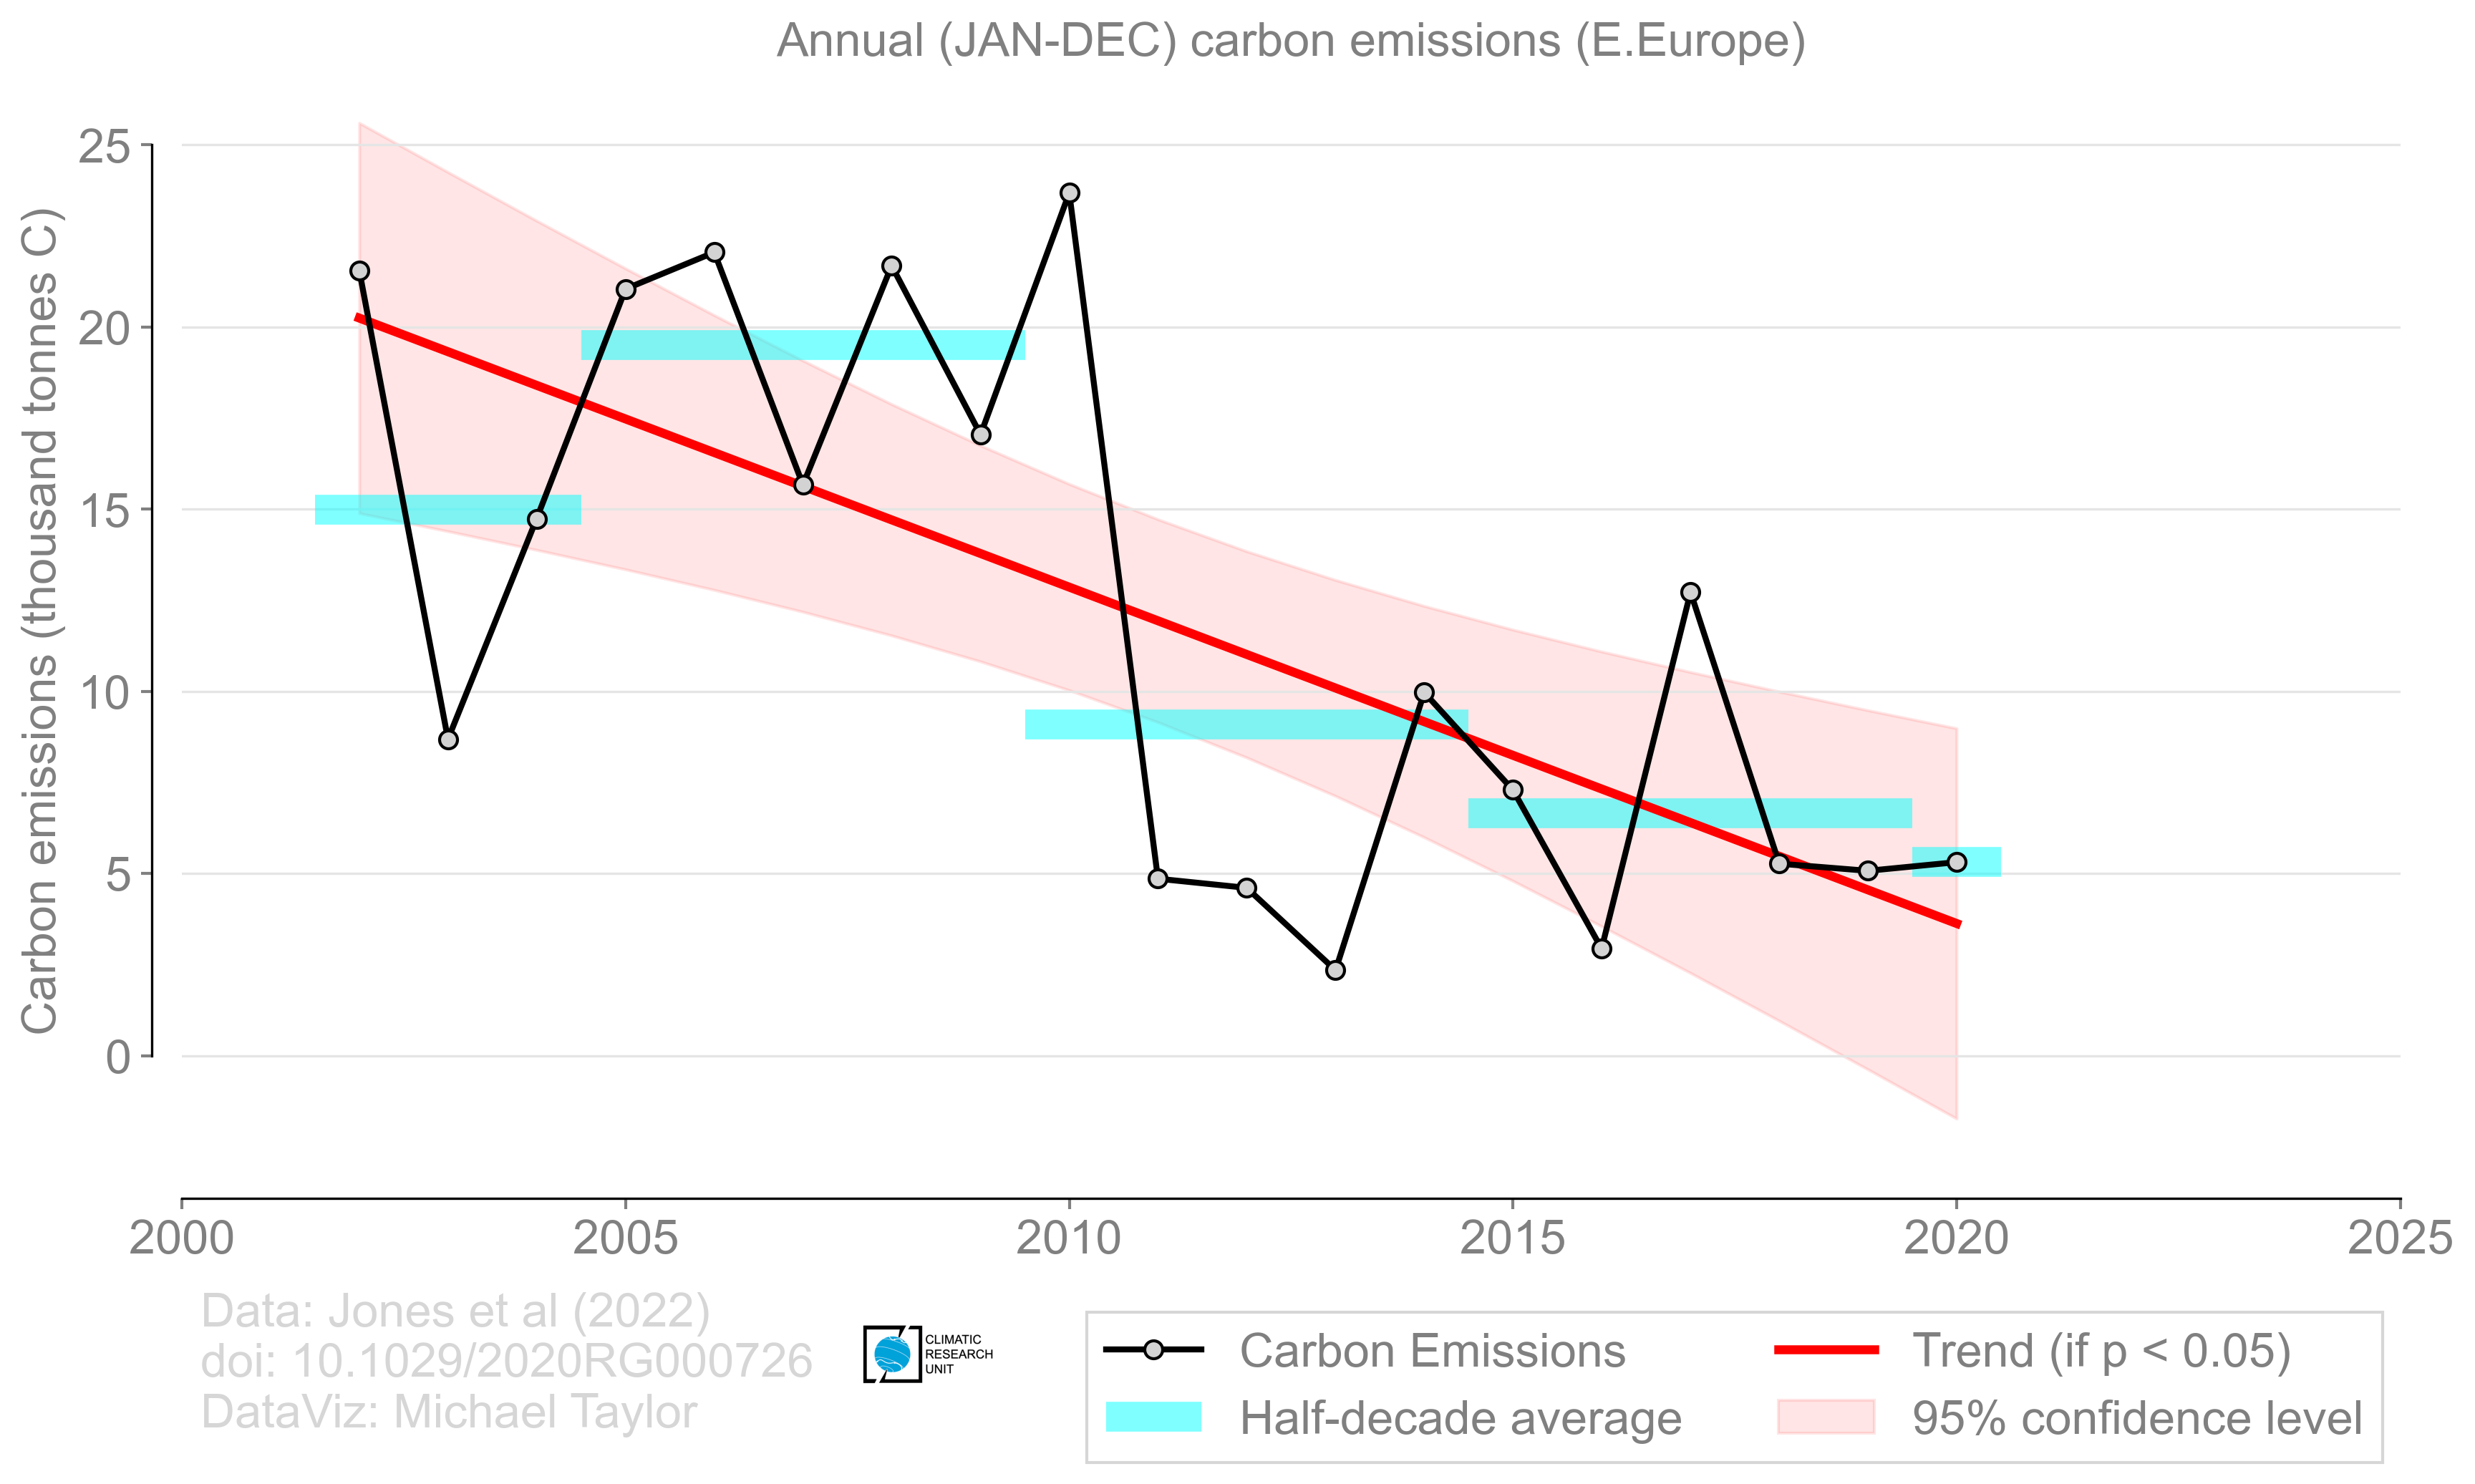 Annual (JAN-DEC) carbon emissions (E.Europe)
Carbon emissions (thousand tonnes C)
25
20
15
10
5
0
2000 2005 2010 2015 2020 2025
Data: Jones et al (2022)
doi: 10.1029/2020RG000726
DataViz: Michael Taylor
CLIMATIC
RESEARCH
UNIT
Carbon Emissions
Half-decade average
Trend (if p < 0.05)
95% confidence level